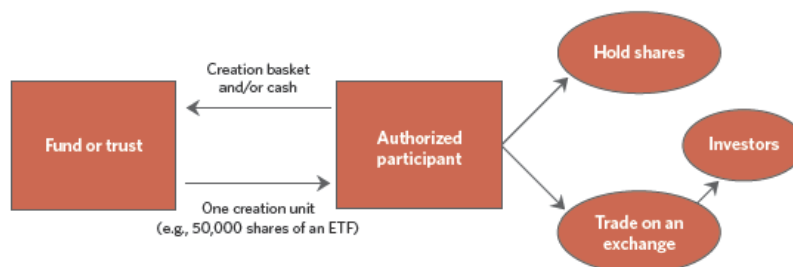 Hold shares
Creation basket
and/or cash
Fund or trust
Authorized
participant
Investors
One creation unit
(e.g., 50,000 shares of an ETF)
Trade on an
exchange